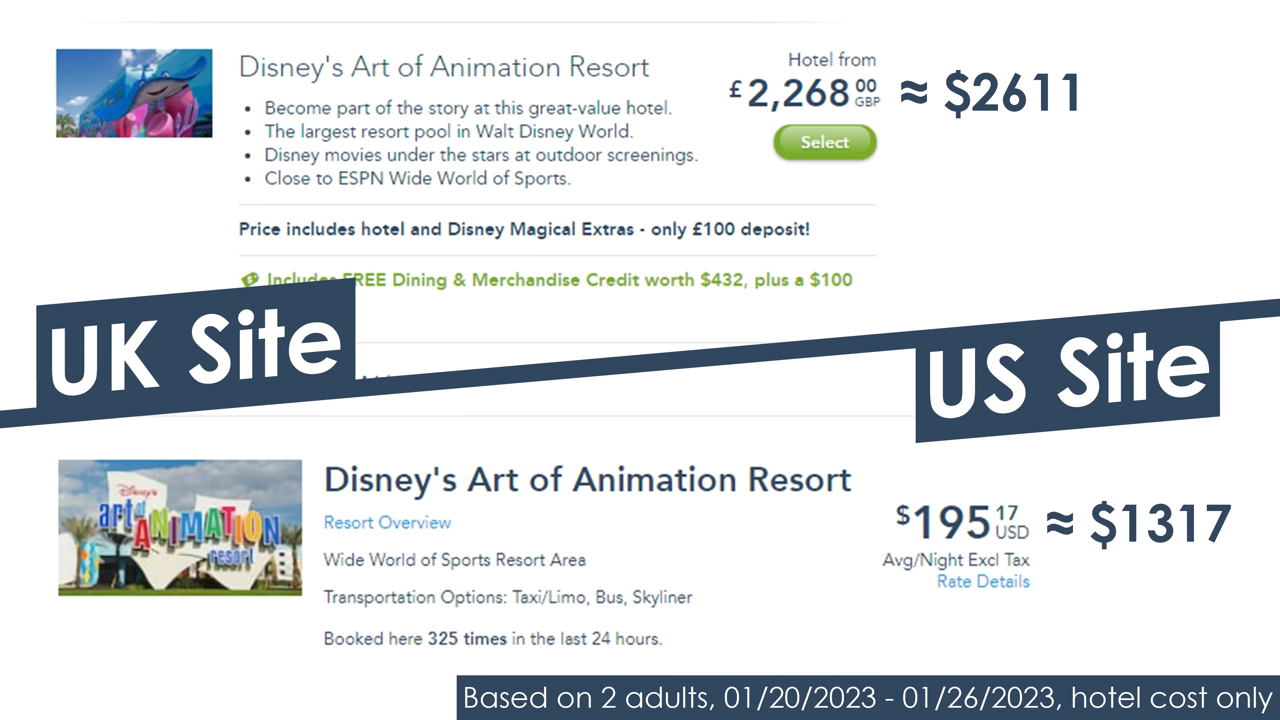 Disney's Art of Animation Resort
Hotel from
£2,268.00 GBP ≈ $2611
• Become part of the story at this great-value hotel.
• The largest resort pool in Walt Disney World.
Select
• Disney movies under the stars at outdoor screenings.
• Close to ESPN Wide World of Sports.
Price includes hotel and Disney Magical Extras - only £100 deposit!
Includes FREE Dining & Merchandise Credit worth $432, plus a $100
UK Site
US Site
Disney's
art of
ANIMATION
resort
Disney's Art of Animation Resort
Resort Overview
$195.17 USD ≈ $1317
Avg/Night Excl Tax
Rate Details
Wide World of Sports Resort Area
Transportation Options: Taxi/Limo, Bus, Skyliner
Booked here 325 times in the last 24 hours.
Based on 2 adults, 01/20/2023 - 01/26/2023, hotel cost only